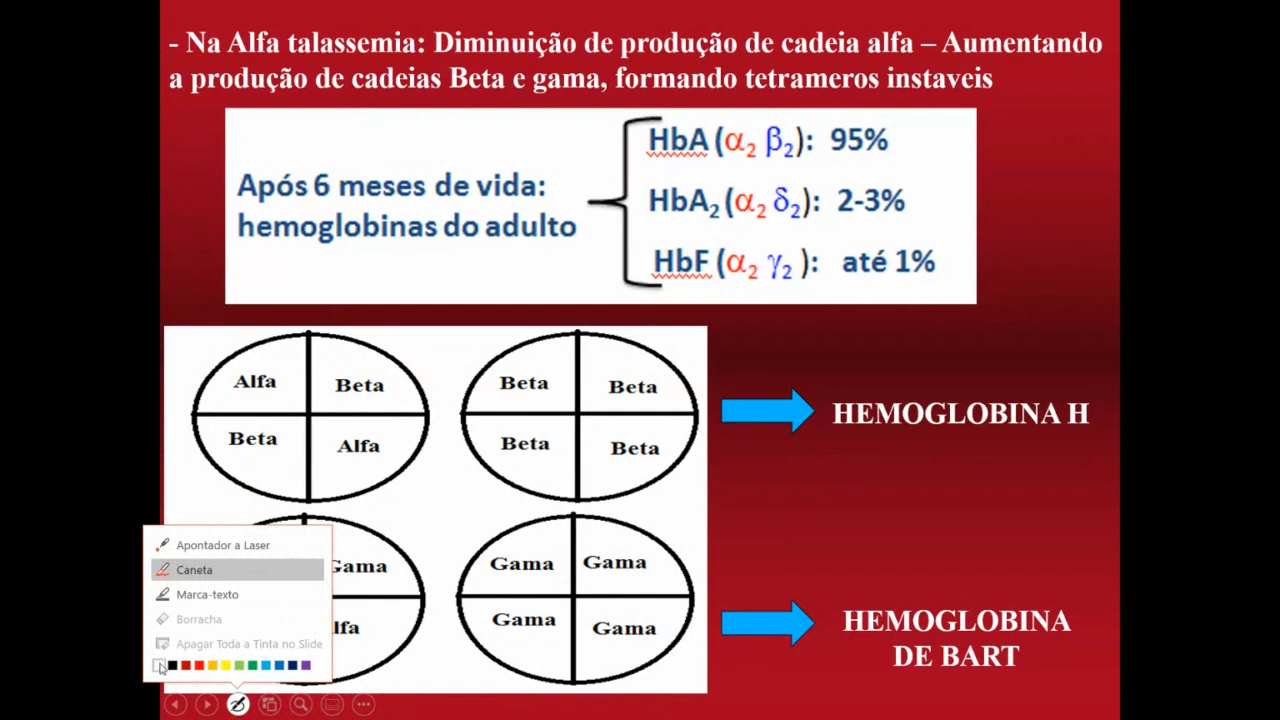 - Na Alfa talassemia: Diminuição de produção de cadeia alfa – Aumentando
a produção de cadeias Beta e gama, formando tetrameros instaveis
Após 6 meses de vida:
hemoglobinas do adulto
HbA (α₂ β₂): 95%
HbA₂ (α₂ δ₂): 2-3%
HbF (α₂ γ₂ ): até 1%
Alfa Beta
Beta Alfa
Beta Beta
Beta Beta
HEMOGLOBINA H
Gama
lfa
Gama Gama
Gama Gama
HEMOGLOBINA
DE BART
Apontador a Laser
Caneta
Marca-texto
Borracha
Apagar Toda a Tinta no Slide